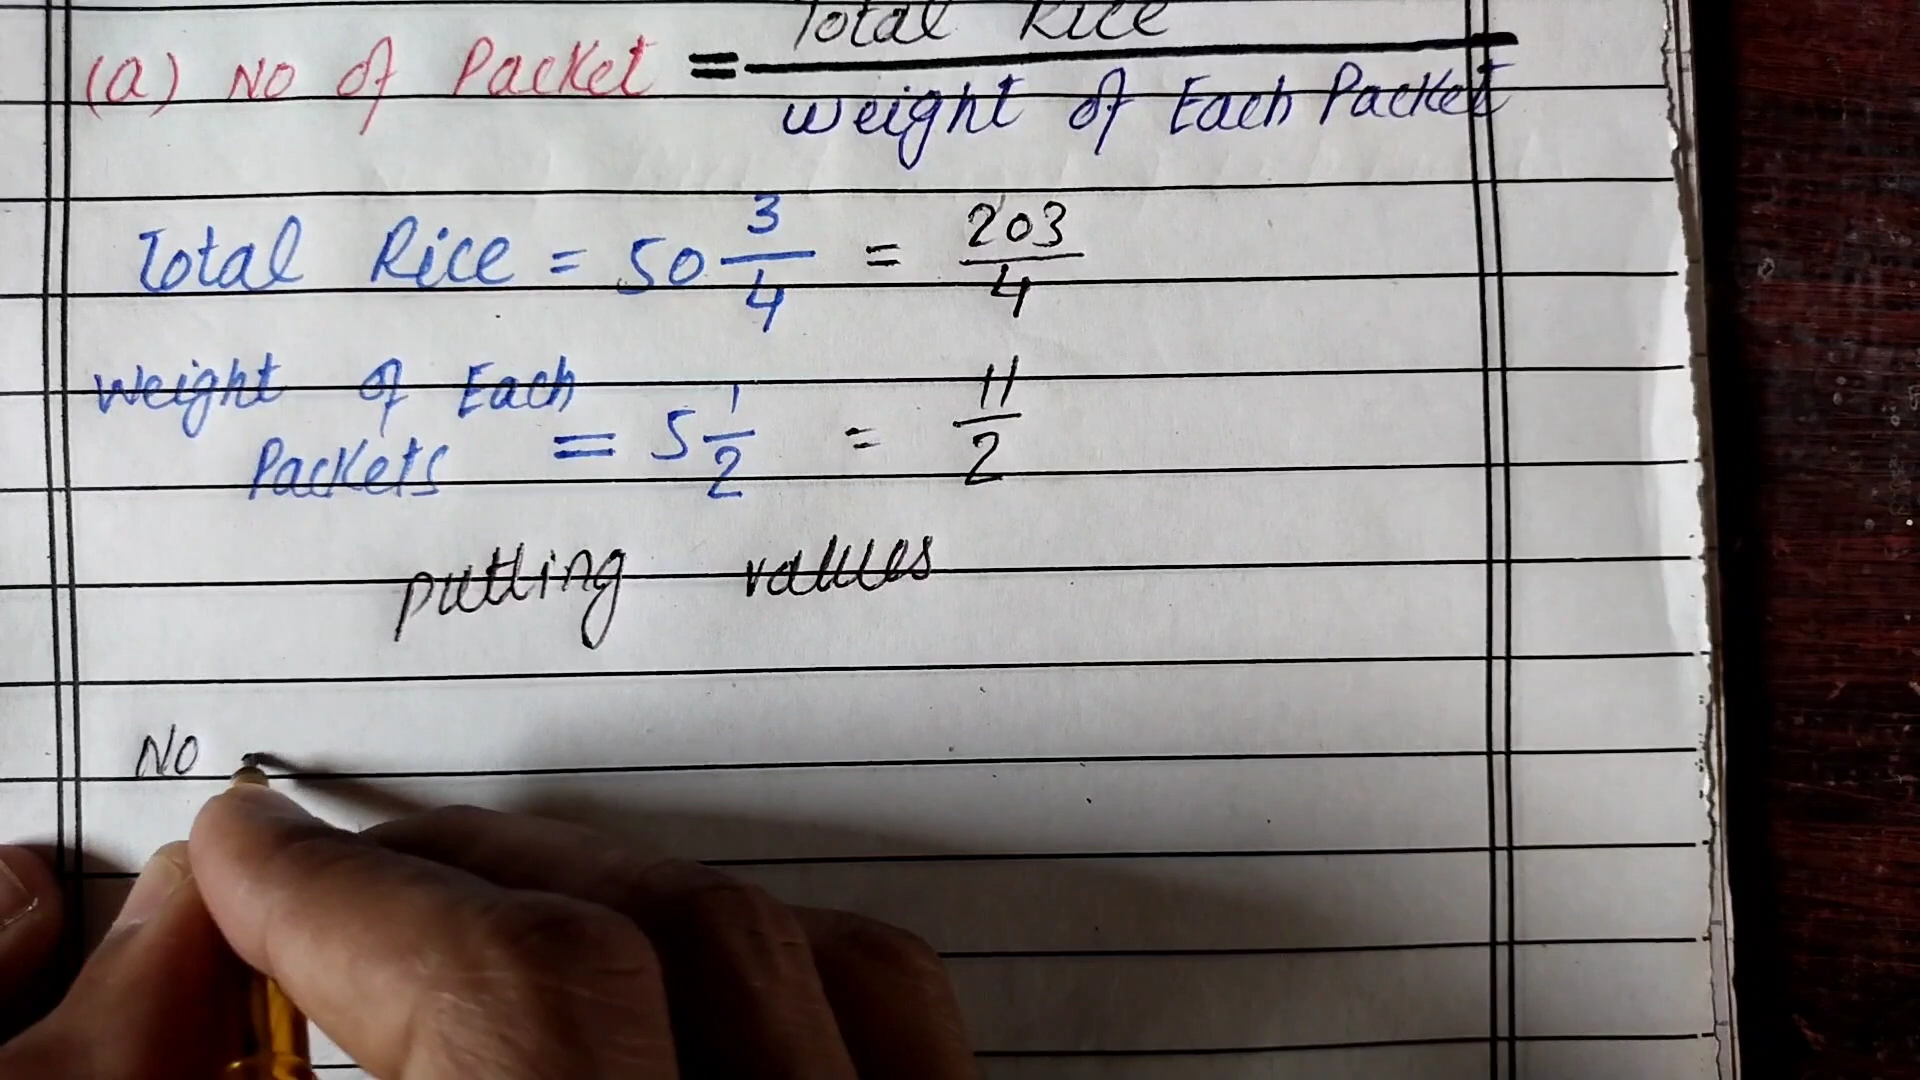 Total Rice
(a) No of Packet = 
weight of Each Packet
Total Rice = 50 3/4 = 203/4
Weight of Each
Packets = 5 1/2 = 11/2
putting values
No